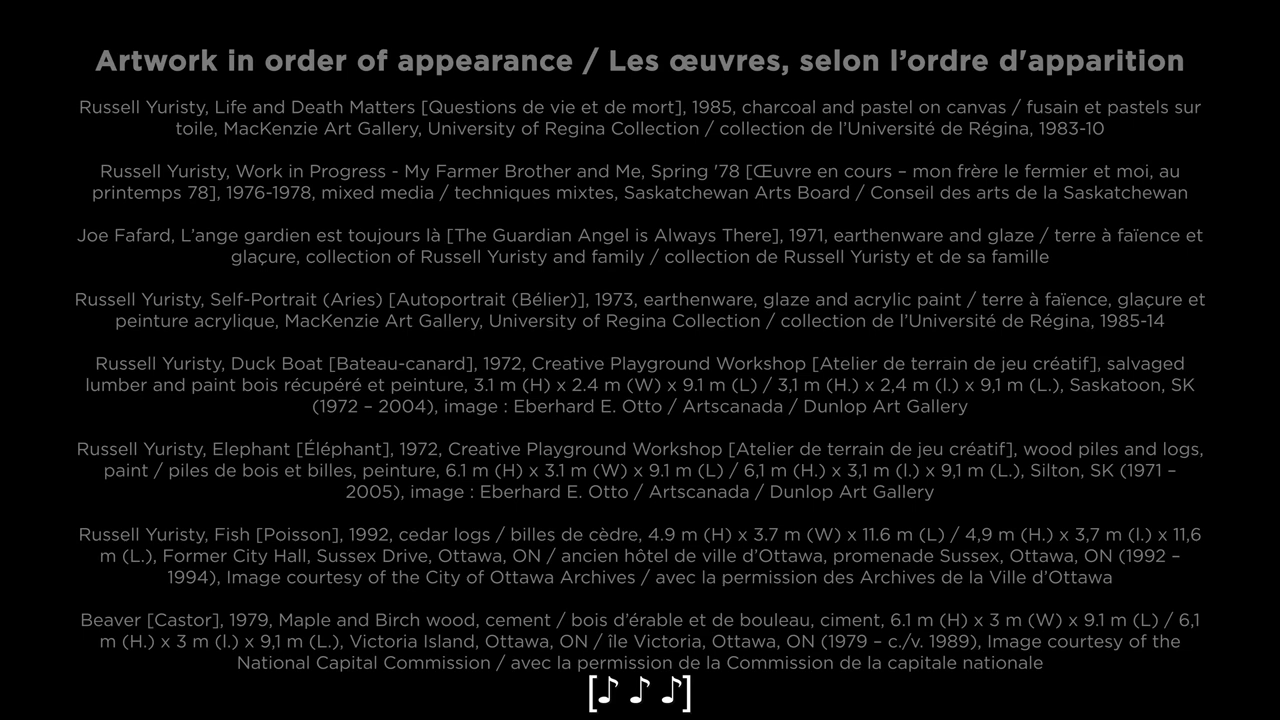 Artwork in order of appearance / Les œuvres, selon l’ordre d'apparition
Russell Yuristy, Life and Death Matters [Questions de vie et de mort], 1985, charcoal and pastel on canvas / fusain et pastels sur
toile, MacKenzie Art Gallery, University of Regina Collection / collection de l’Université de Régina, 1983-10
Russell Yuristy, Work in Progress - My Farmer Brother and Me, Spring '78 [Œuvre en cours – mon frère le fermier et moi, au
printemps 78], 1976-1978, mixed media / techniques mixtes, Saskatchewan Arts Board / Conseil des arts de la Saskatchewan
Joe Fafard, L’ange gardien est toujours là [The Guardian Angel is Always There], 1971, earthenware and glaze / terre à faïence et
glaçure, collection of Russell Yuristy and family / collection de Russell Yuristy et de sa famille
Russell Yuristy, Self-Portrait (Aries) [Autoportrait (Bélier)], 1973, earthenware, glaze and acrylic paint / terre à faïence, glaçure et
peinture acrylique, MacKenzie Art Gallery, University of Regina Collection / collection de l’Université de Régina, 1985-14
Russell Yuristy, Duck Boat [Bateau-canard], 1972, Creative Playground Workshop [Atelier de terrain de jeu créatif], salvaged
lumber and paint bois récupéré et peinture, 3.1 m (H) x 2.4 m (W) x 9.1 m (L) / 3,1 m (H.) x 2,4 m (l.) x 9,1 m (L.), Saskatoon, SK
(1972 – 2004), image : Eberhard E. Otto / Artscanada / Dunlop Art Gallery
Russell Yuristy, Elephant [Éléphant], 1972, Creative Playground Workshop [Atelier de terrain de jeu créatif], wood piles and logs,
paint / piles de bois et billes, peinture, 6.1 m (H) x 3.1 m (W) x 9.1 m (L) / 6,1 m (H.) x 3,1 m (l.) x 9,1 m (L.), Silton, SK (1971 –
2005), image : Eberhard E. Otto / Artscanada / Dunlop Art Gallery
Russell Yuristy, Fish [Poisson], 1992, cedar logs / billes de cèdre, 4.9 m (H) x 3.7 m (W) x 11.6 m (L) / 4,9 m (H.) x 3,7 m (l.) x 11,6
m (L.), Former City Hall, Sussex Drive, Ottawa, ON / ancien hôtel de ville d’Ottawa, promenade Sussex, Ottawa, ON (1992 –
1994), Image courtesy of the City of Ottawa Archives / avec la permission des Archives de la Ville d’Ottawa
Beaver [Castor], 1979, Maple and Birch wood, cement / bois d’érable et de bouleau, ciment, 6.1 m (H) x 3 m (W) x 9.1 m (L) / 6,1
m (H.) x 3 m (l.) x 9,1 m (L.), Victoria Island, Ottawa, ON / île Victoria, Ottawa, ON (1979 – c./v. 1989), Image courtesy of the
National Capital Commission / avec la permission de la Commission de la capitale nationale
[♪ ♪ ♪]